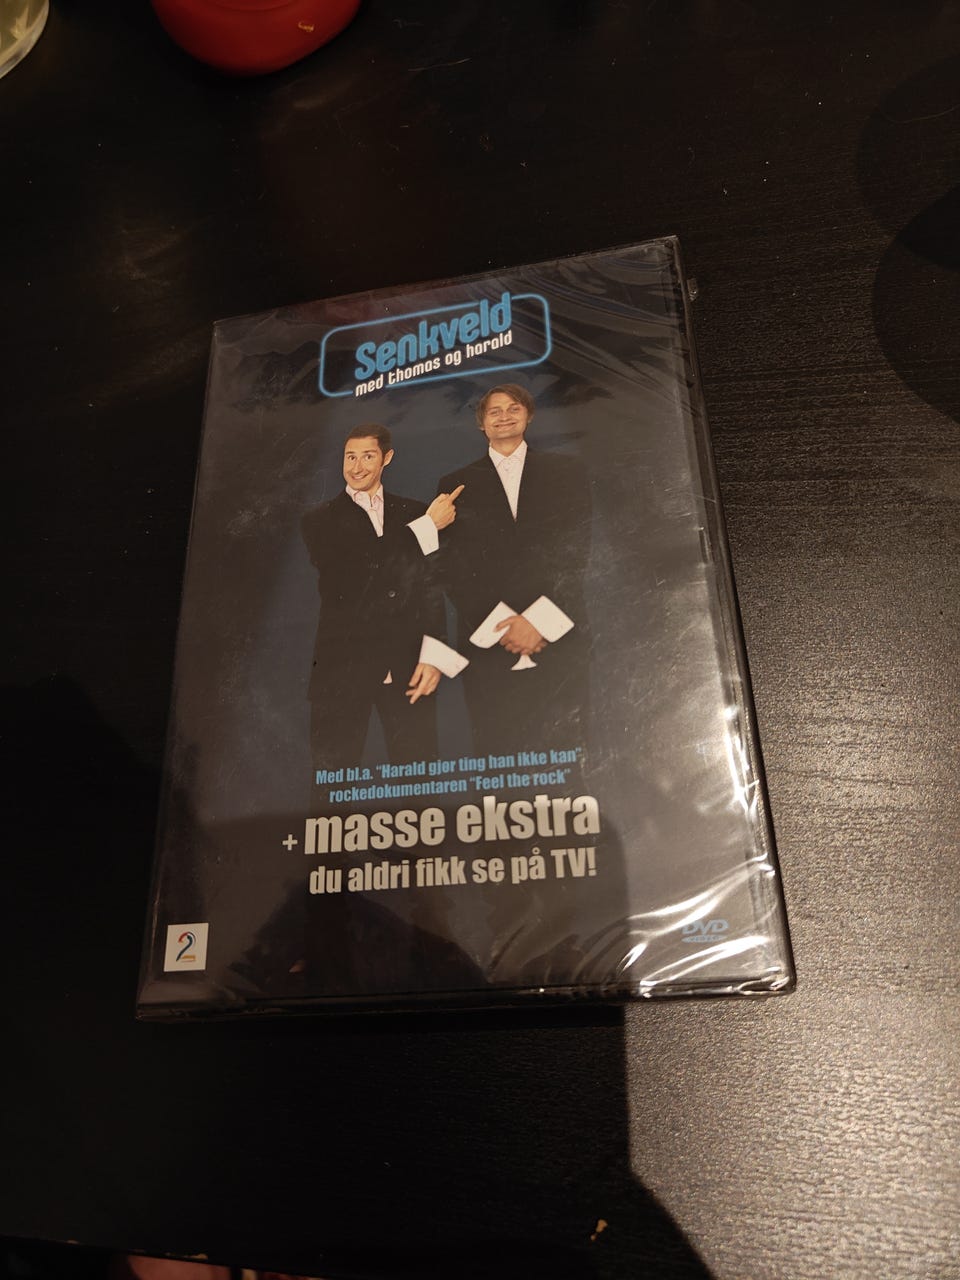 Senkveld
med thomas og harald
Med bl.a. "Harald gjør ting han ikke kan",
rockedokumentaren "Feel the rock"
+ masse ekstra
du aldri fikk se på TV!
2
DVD
VIDEO